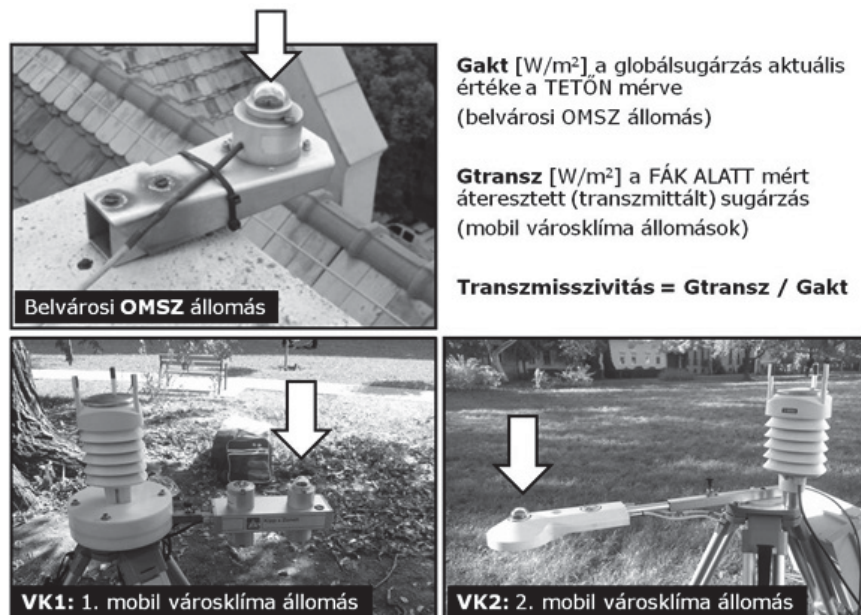 Gakt [W/m²] a globálsugárzás aktuális
értéke a TETŐN mérve
(belvárosi OMSZ állomás)
Gtransz [W/m²] a FÁK ALATT mért
áteresztett (transzmittált) sugárzás
(mobil városklíma állomások)
Transzmisszivitás = Gtransz / Gakt
Belvárosi OMSZ állomás
VK1: 1. mobil városklíma állomás
VK2: 2. mobil városklíma állomás